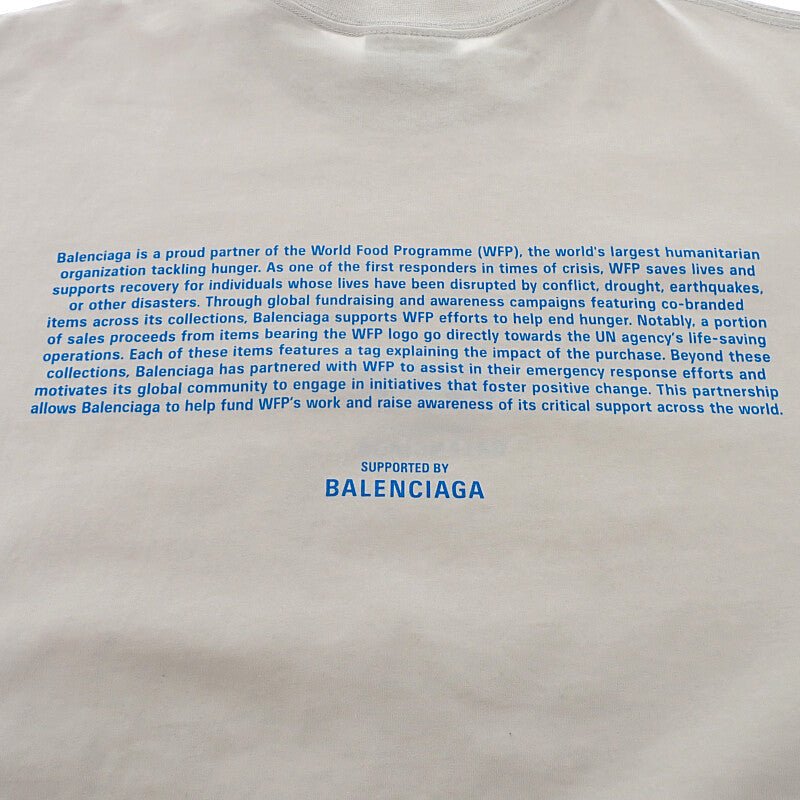 Balenciaga is a proud partner of the World Food Programme (WFP), the world's largest humanitarian
organization tackling hunger. As one of the first responders in times of crisis, WFP saves lives and
supports recovery for individuals whose lives have been disrupted by conflict, drought, earthquakes,
or other disasters. Through global fundraising and awareness campaigns featuring co-branded
items across its collections, Balenciaga supports WFP efforts to help end hunger. Notably, a portion
of sales proceeds from items bearing the WFP logo go directly towards the UN agency's life-saving
operations. Each of these items features a tag explaining the impact of the purchase. Beyond these
collections, Balenciaga has partnered with WFP to assist in their emergency response efforts and
motivates its global community to engage in initiatives that foster positive change. This partnership
allows Balenciaga to help fund WFP's work and raise awareness of its critical support across the world.
SUPPORTED BY
BALENCIAGA